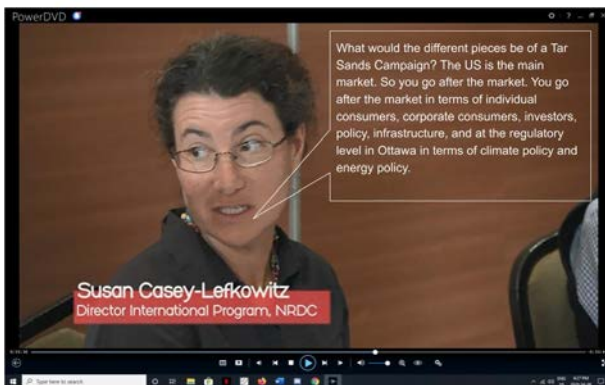 PowerDVD
What would the different pieces be of a Tar
Sands Campaign? The US is the main
market. So you go after the market. You go
after the market in terms of individual
consumers, corporate consumers, investors,
policy, infrastructure, and at the regulatory
level in Ottawa in terms of climate policy and
energy policy.
Susan Casey-Lefkowitz
Director International Program, NRDC
Type here to search